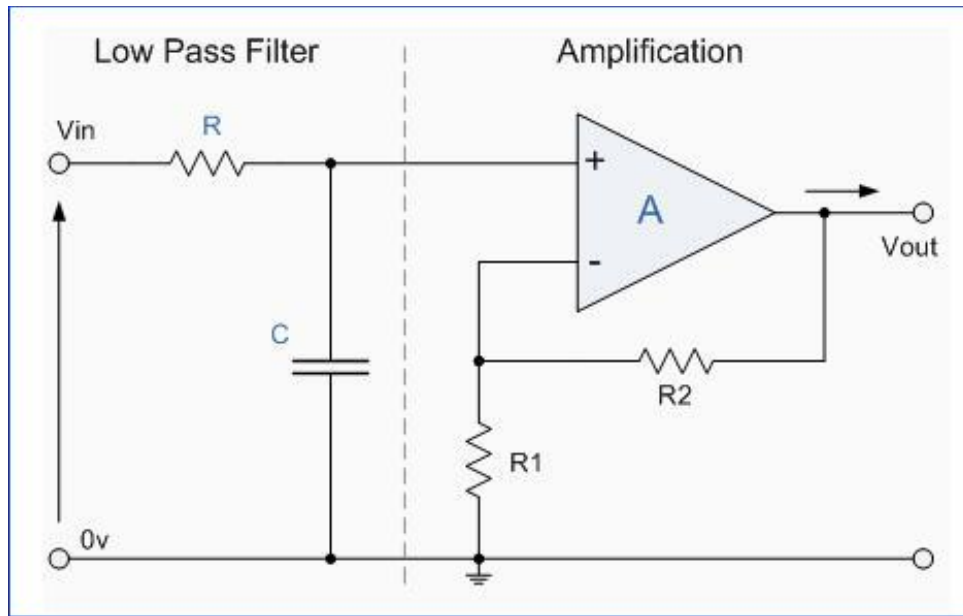 Low Pass Filter
Amplification
Vin
R
+
A
-
Vout
C
R2
R1
0v